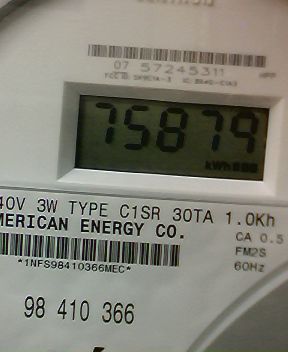 07 57245311
75879
kWh
40V 3W TYPE C1SR 30TA 1.0Kh
MERICAN ENERGY CO.
CA 0.5
FM2S
*1NFS98410366MEC*
60Hz
98 410 366